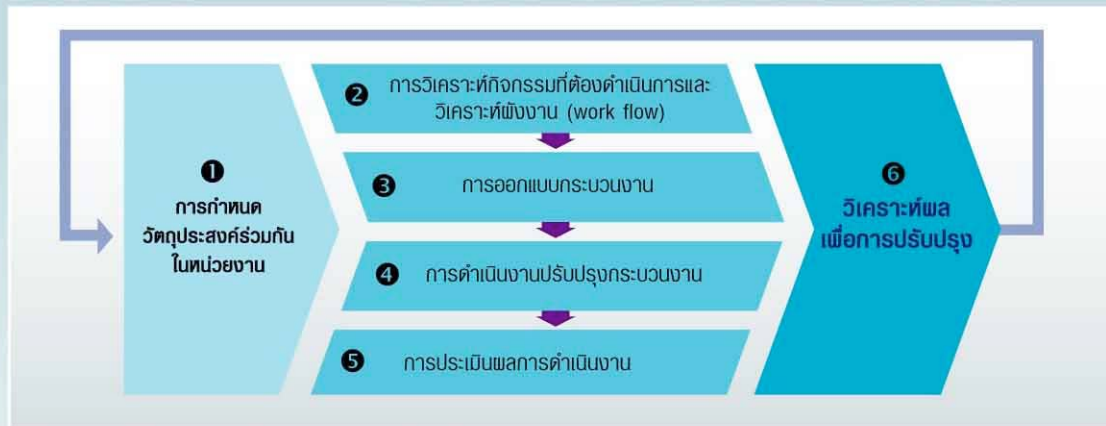 ❶
การกำหนด
วัตถุประสงค์ร่วมกัน
ในหน่วยงาน
❷ การวิเคราะห์กิจกรรมที่ต้องดำเนินการและ
วิเคราะห์ผังงาน (work flow)
❸ การออกแบบกระบวนงาน
❹ การดำเนินงานปรับปรุงกระบวนงาน
❺ การประเมินผลการดำเนินงาน
❻
วิเคราะห์ผล
เพื่อการปรับปรุง